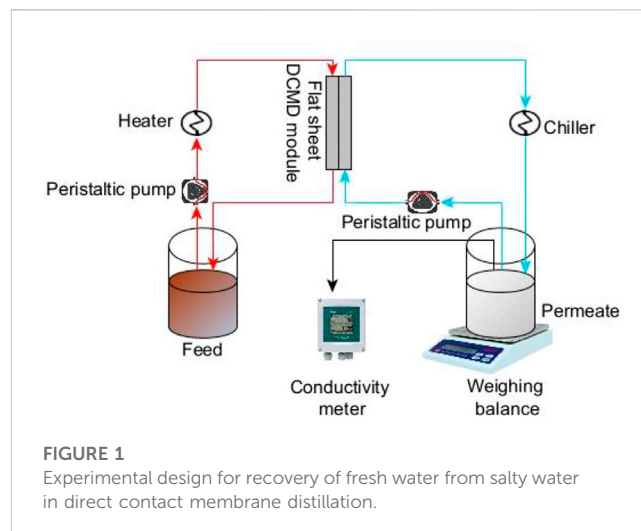 Flat sheet
DCMD module
Heater
Chiller
Peristaltic pump
Peristaltic pump
Permeate
Feed
Conductivity
meter
Weighing
balance
FIGURE 1
Experimental design for recovery of fresh water from salty water
in direct contact membrane distillation.